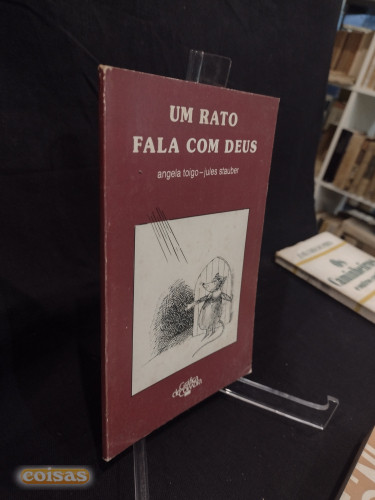 UM RATO
FALA COM DEUS
angela toigo – jules stauber
coisas